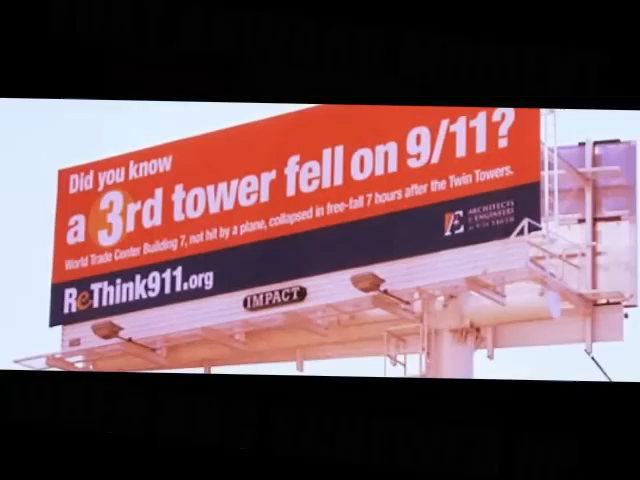 Did you know
a 3rd tower fell on 9/11?
World Trade Center Building 7, not hit by a plane, collapsed in free-fall 7 hours after the Twin Towers.
ReThink911.org
ARCHITECTS
& ENGINEERS
IMPACT